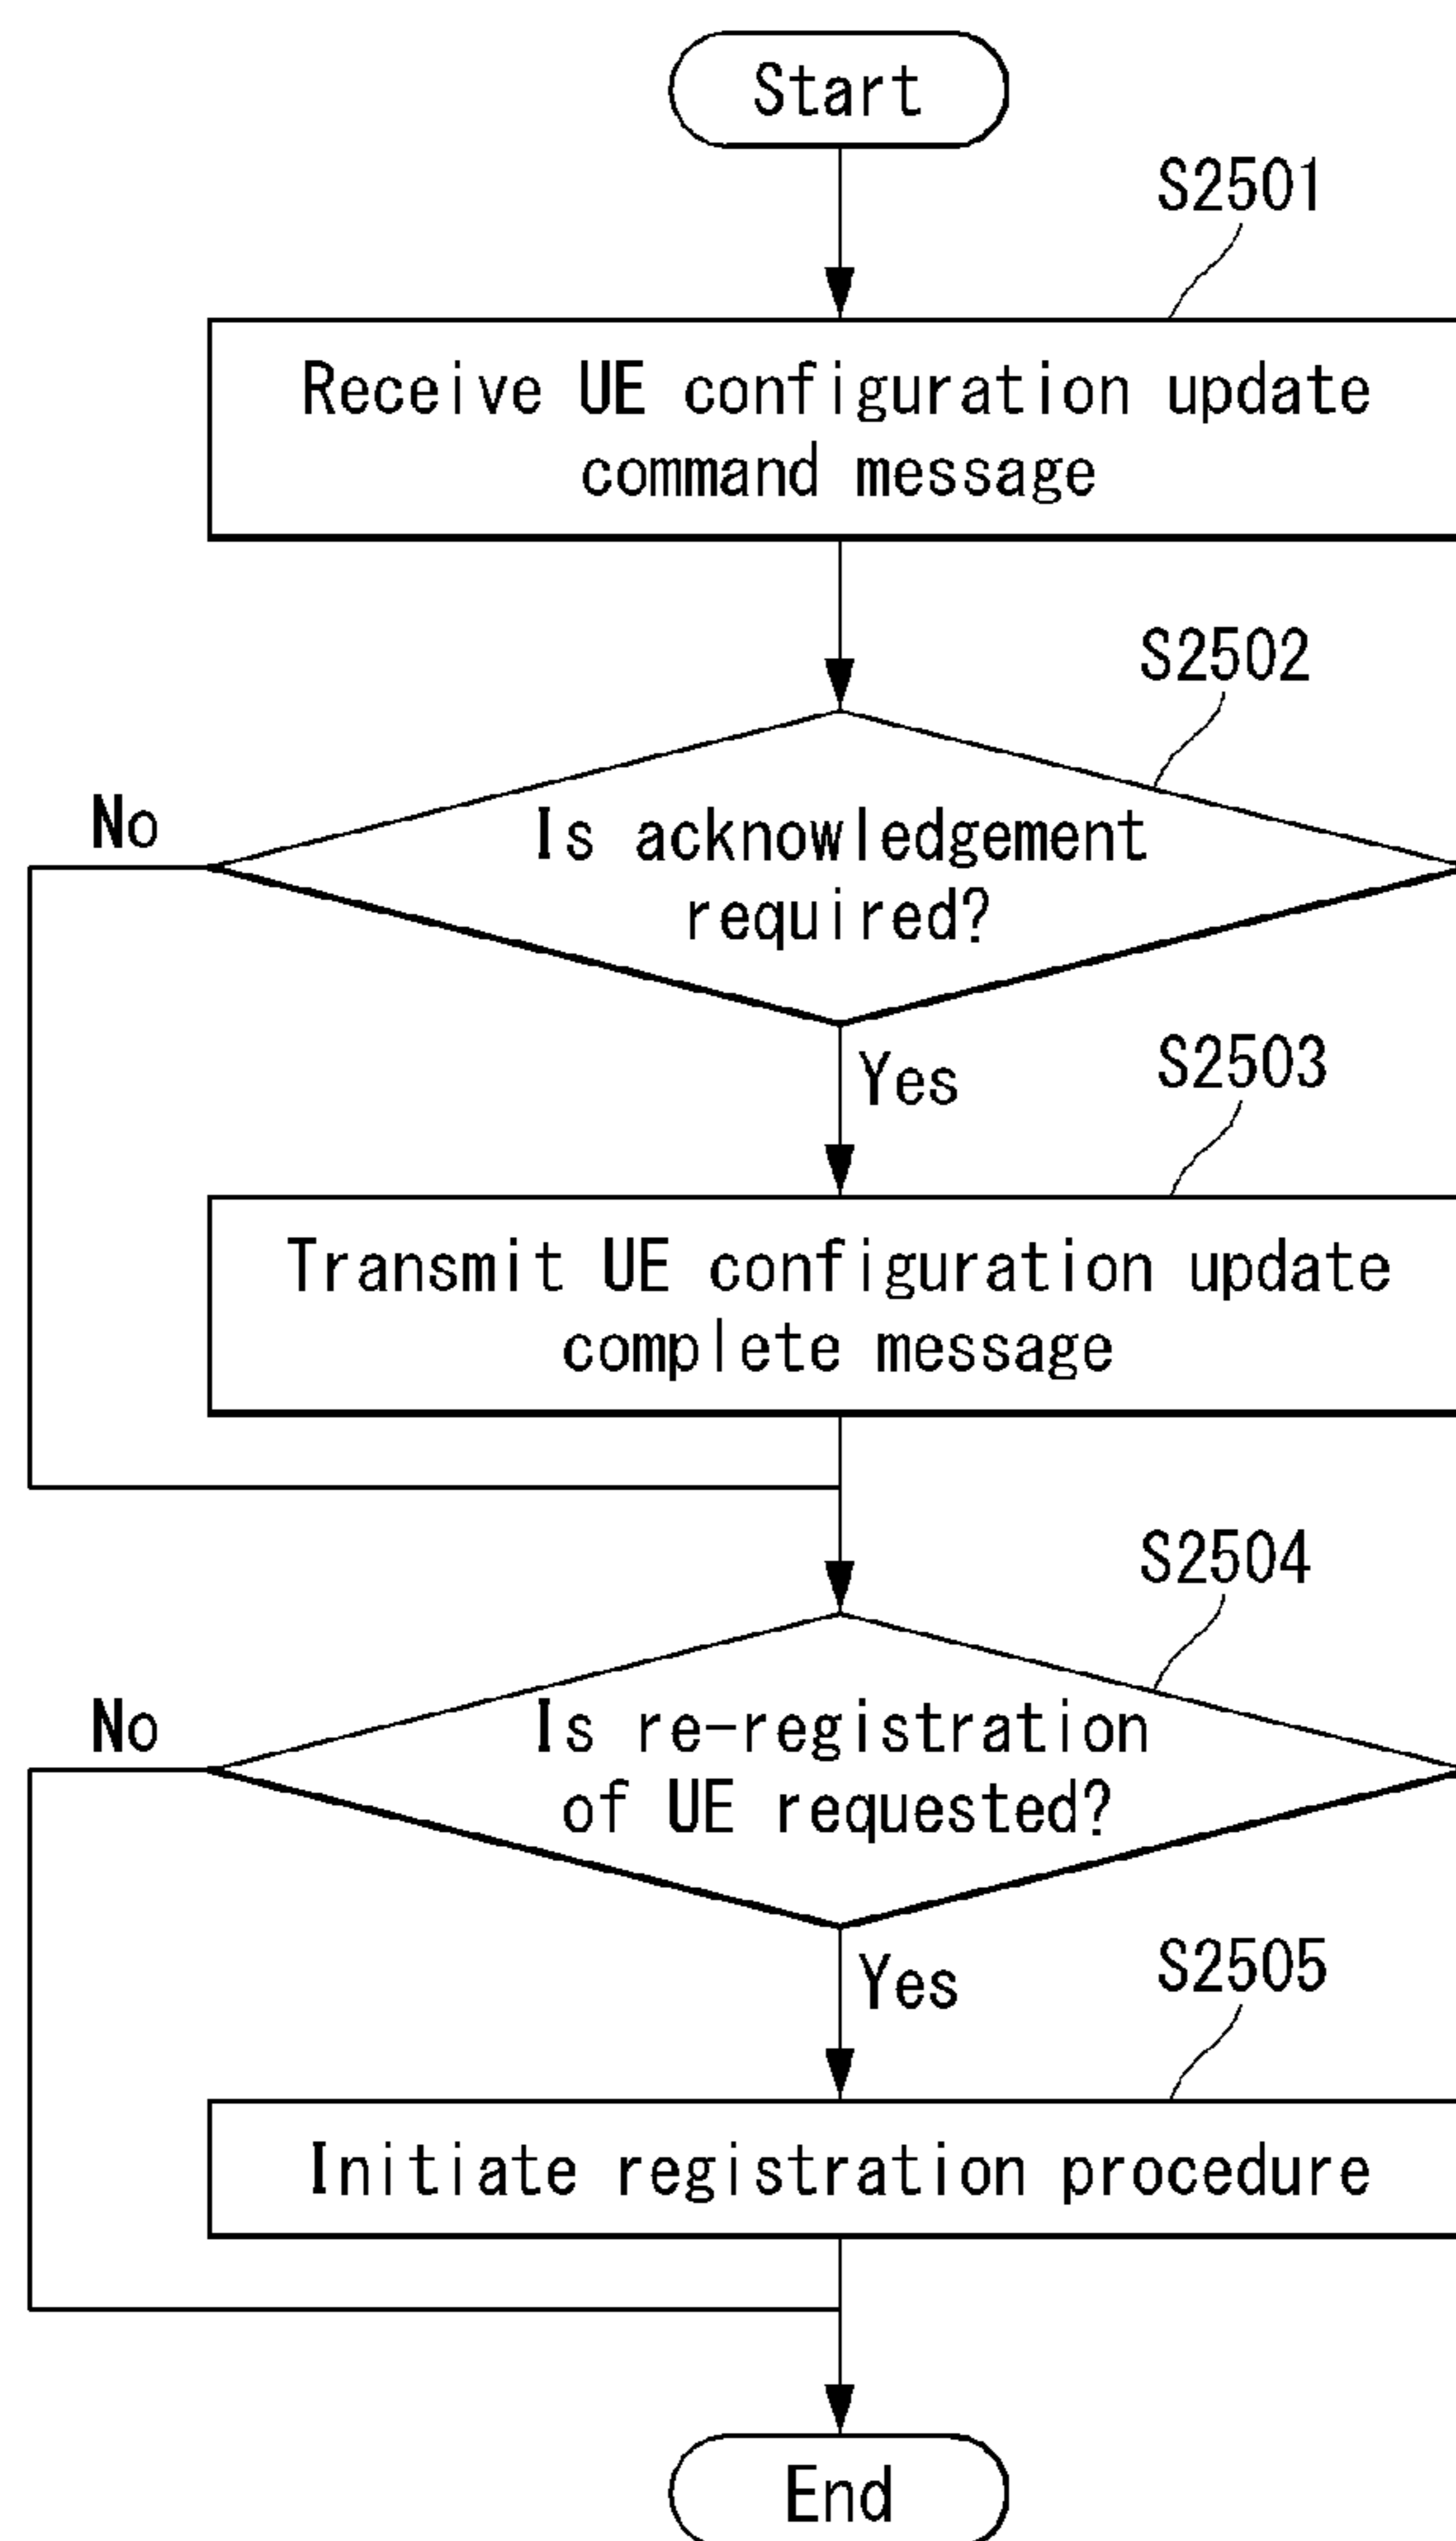 Start
S2501
Receive UE configuration update
command message
S2502
No
Is acknowledgement
required?
Yes
S2503
Transmit UE configuration update
complete message
S2504
No
Is re-registration
of UE requested?
Yes
S2505
Initiate registration procedure
End